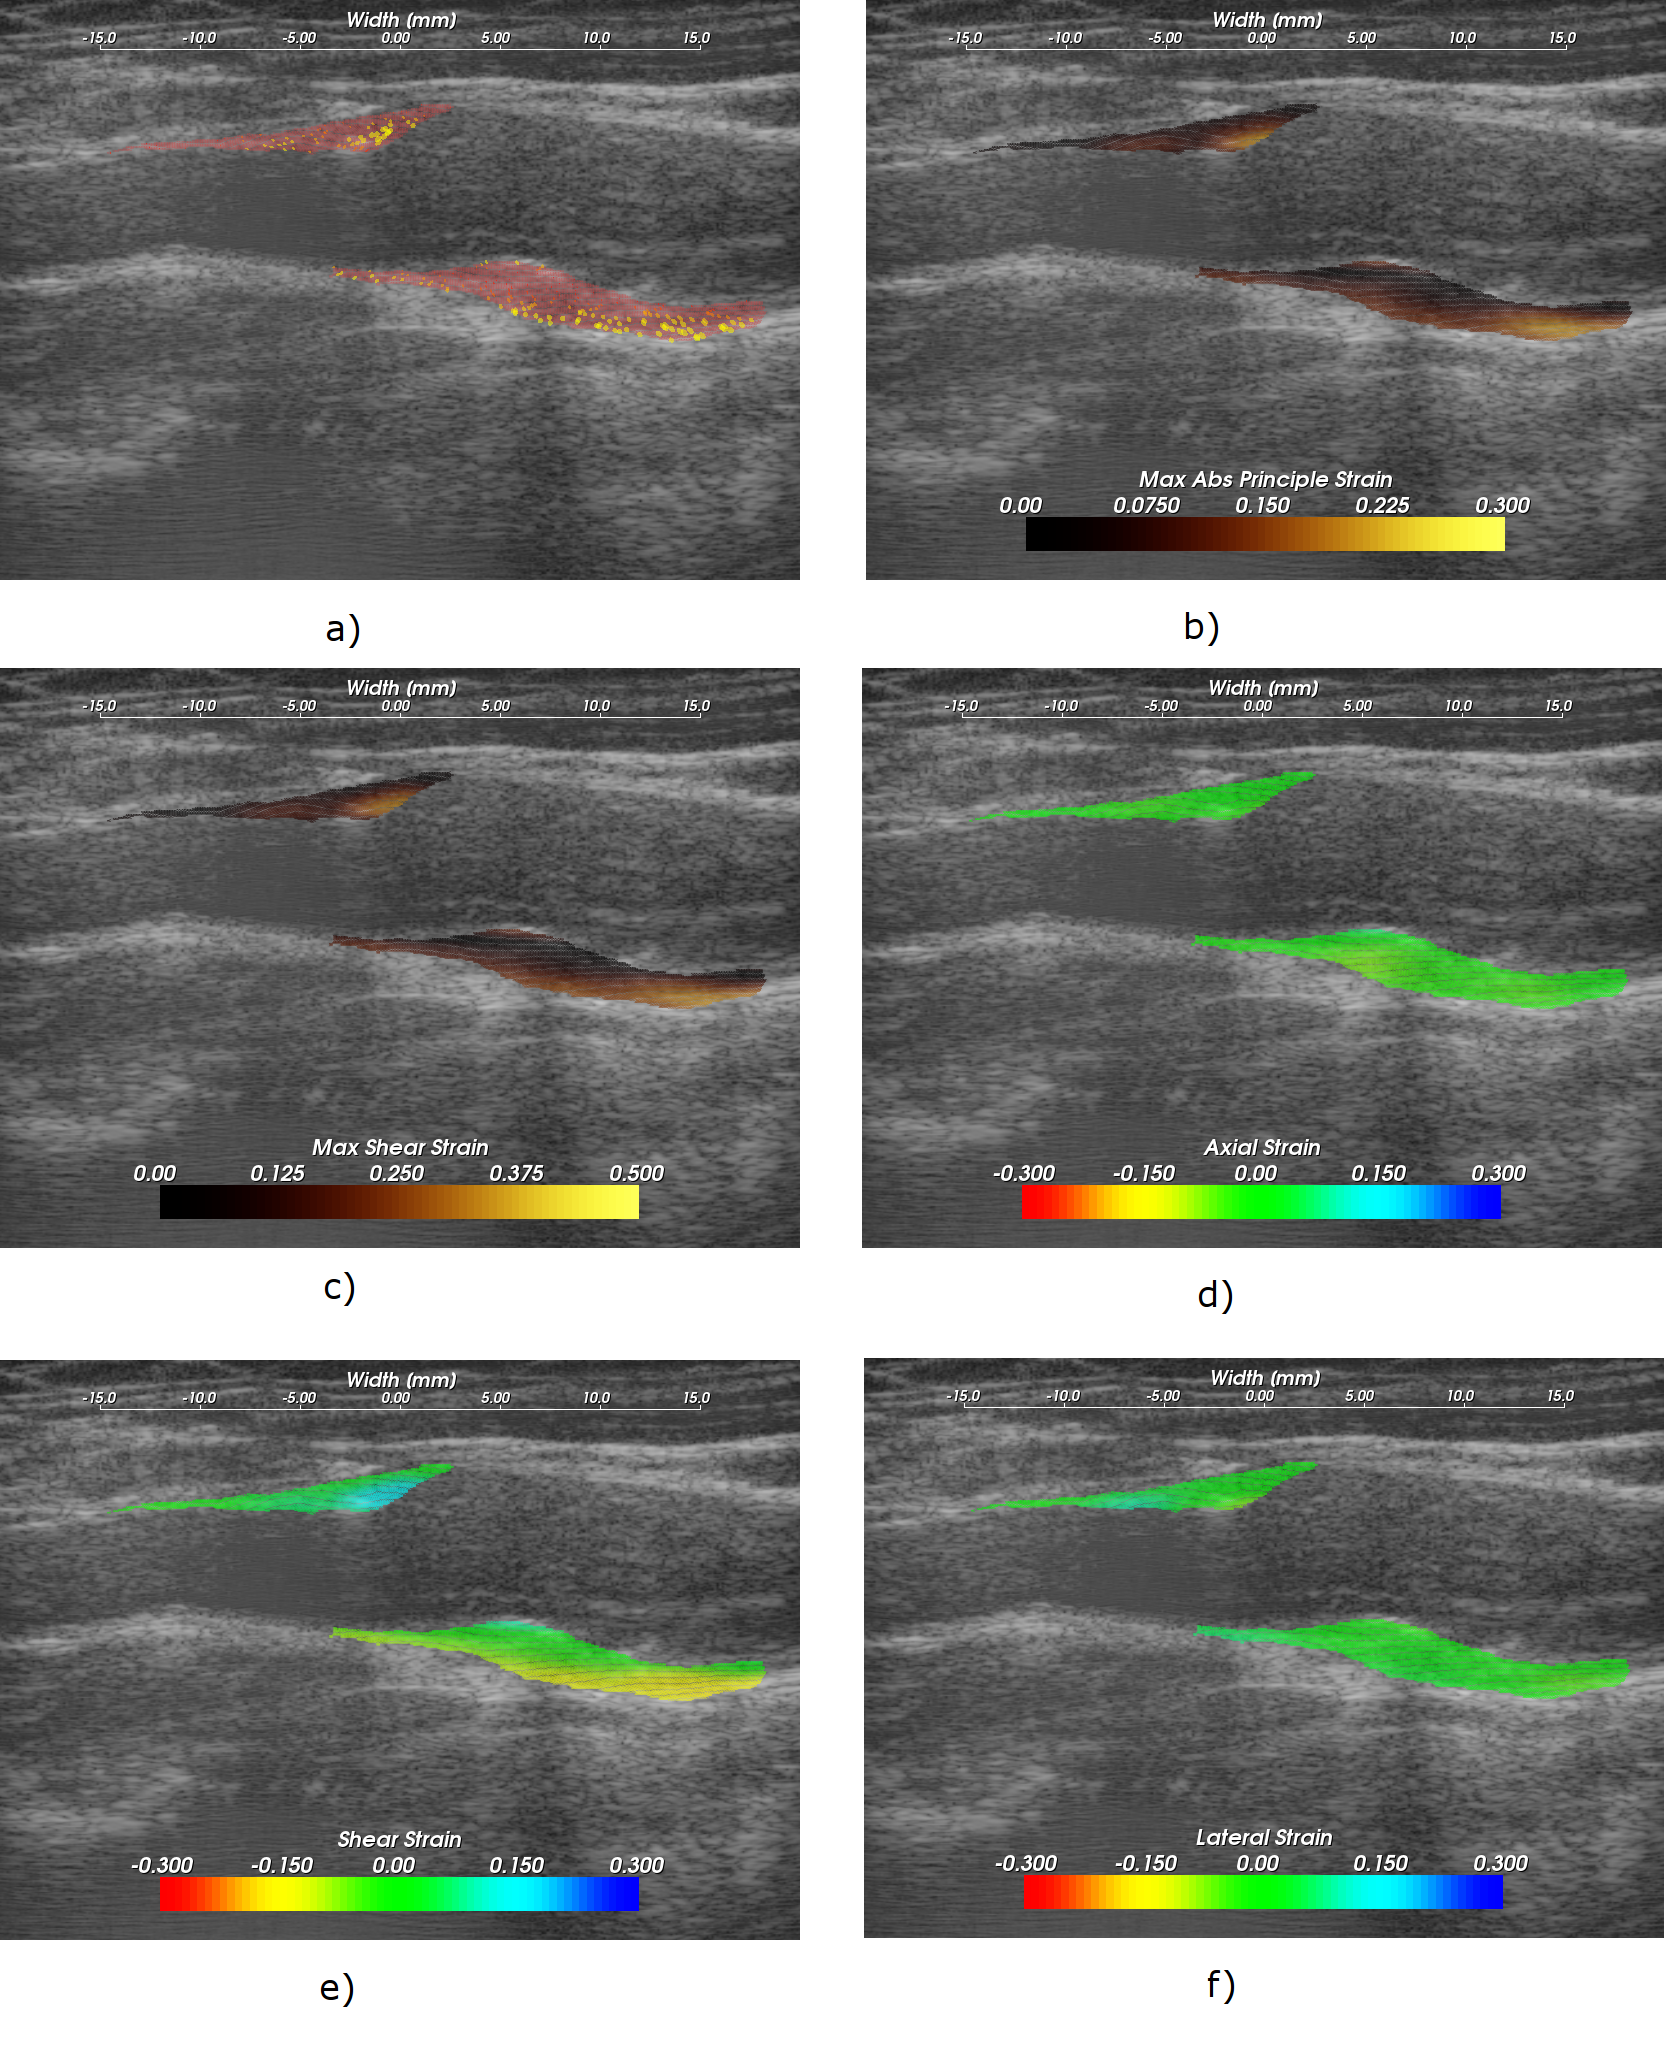 Width (mm)
-15.0 -10.0 -5.00 0.00 5.00 10.0 15.0
Width (mm)
-15.0 -10.0 -5.00 0.00 5.00 10.0 15.0
Max Abs Principle Strain
0.00 0.0750 0.150 0.225 0.300
a)
b)
Width (mm)
-15.0 -10.0 -5.00 0.00 5.00 10.0 15.0
Width (mm)
-15.0 -10.0 -5.00 0.00 5.00 10.0 15.0
Max Shear Strain
0.00 0.125 0.250 0.375 0.500
Axial Strain
-0.300 -0.150 0.00 0.150 0.300
c)
d)
Width (mm)
-15.0 -10.0 -5.00 0.00 5.00 10.0 15.0
Width (mm)
-15.0 -10.0 -5.00 0.00 5.00 10.0 15.0
Shear Strain
-0.300 -0.150 0.00 0.150 0.300
Lateral Strain
-0.300 -0.150 0.00 0.150 0.300
e)
f)